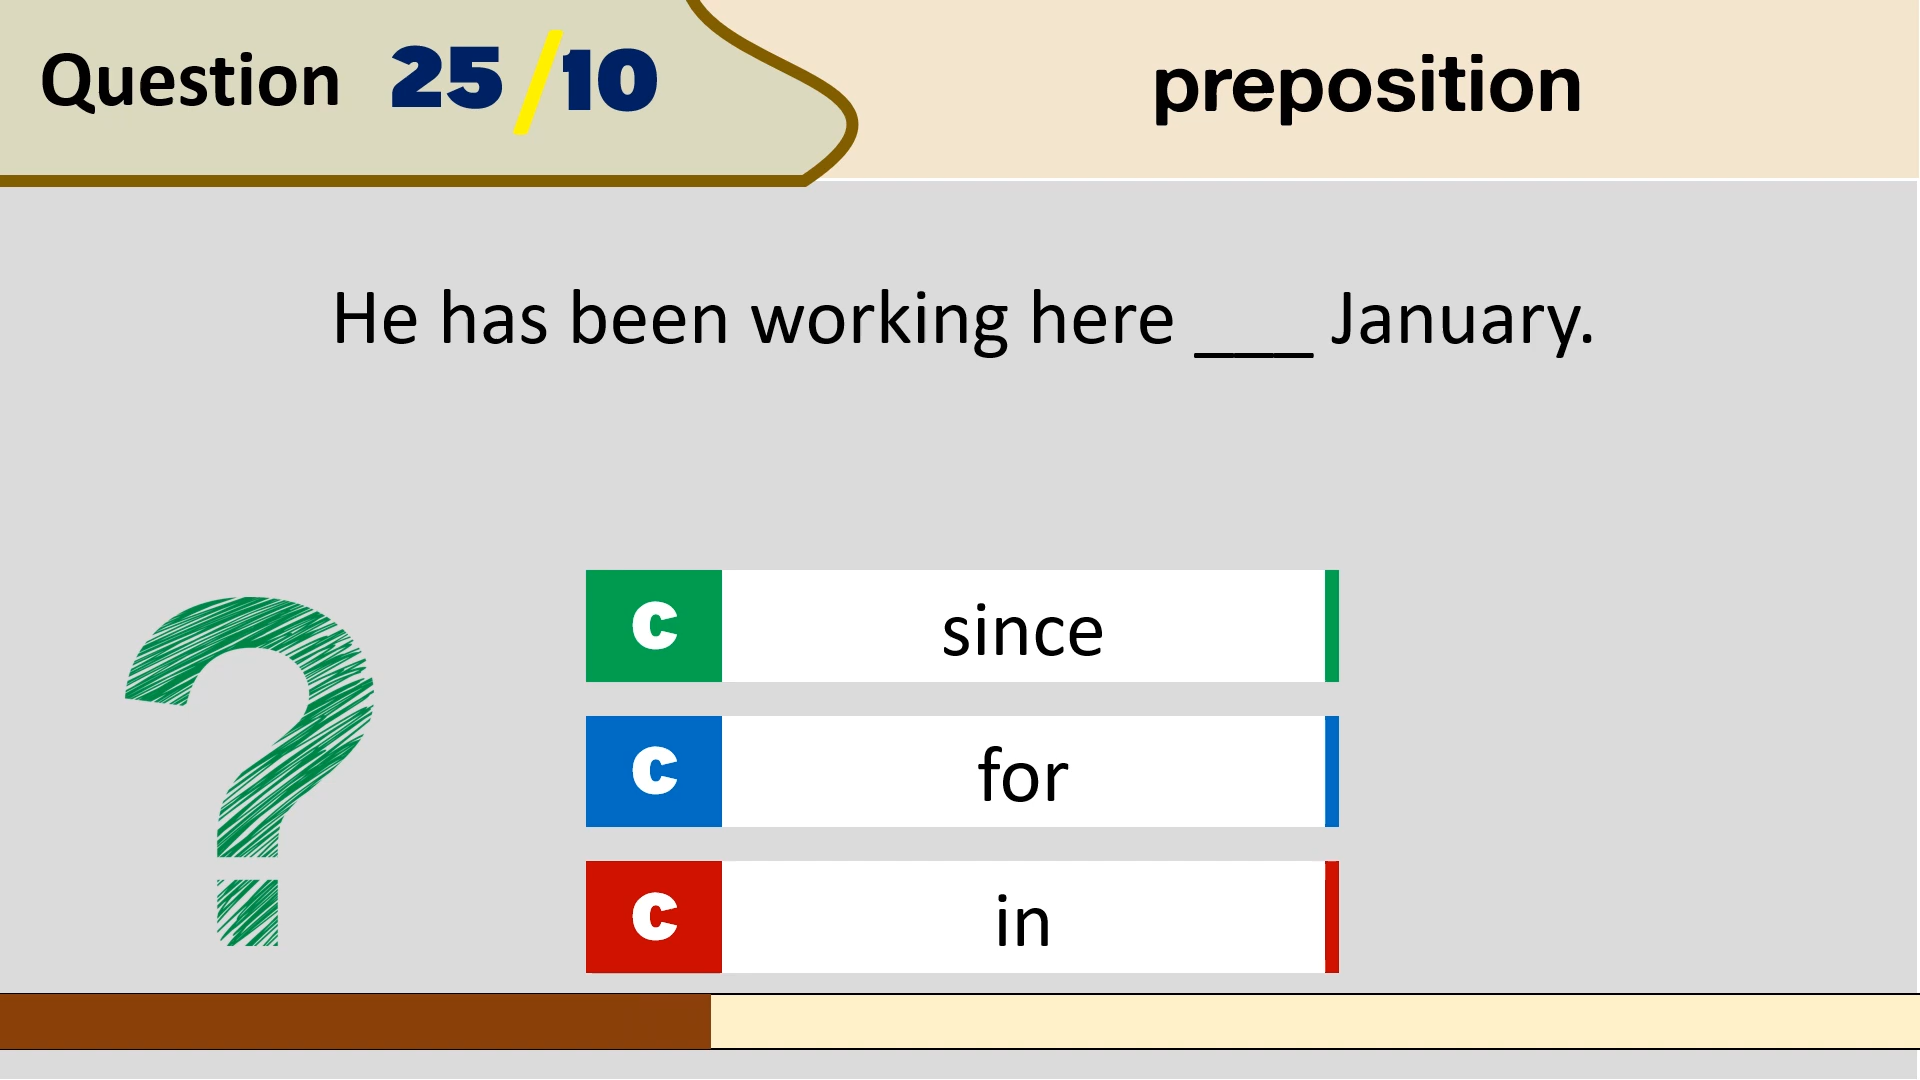 Question 25/10
preposition
He has been working here ___ January.
C since
C for
C in